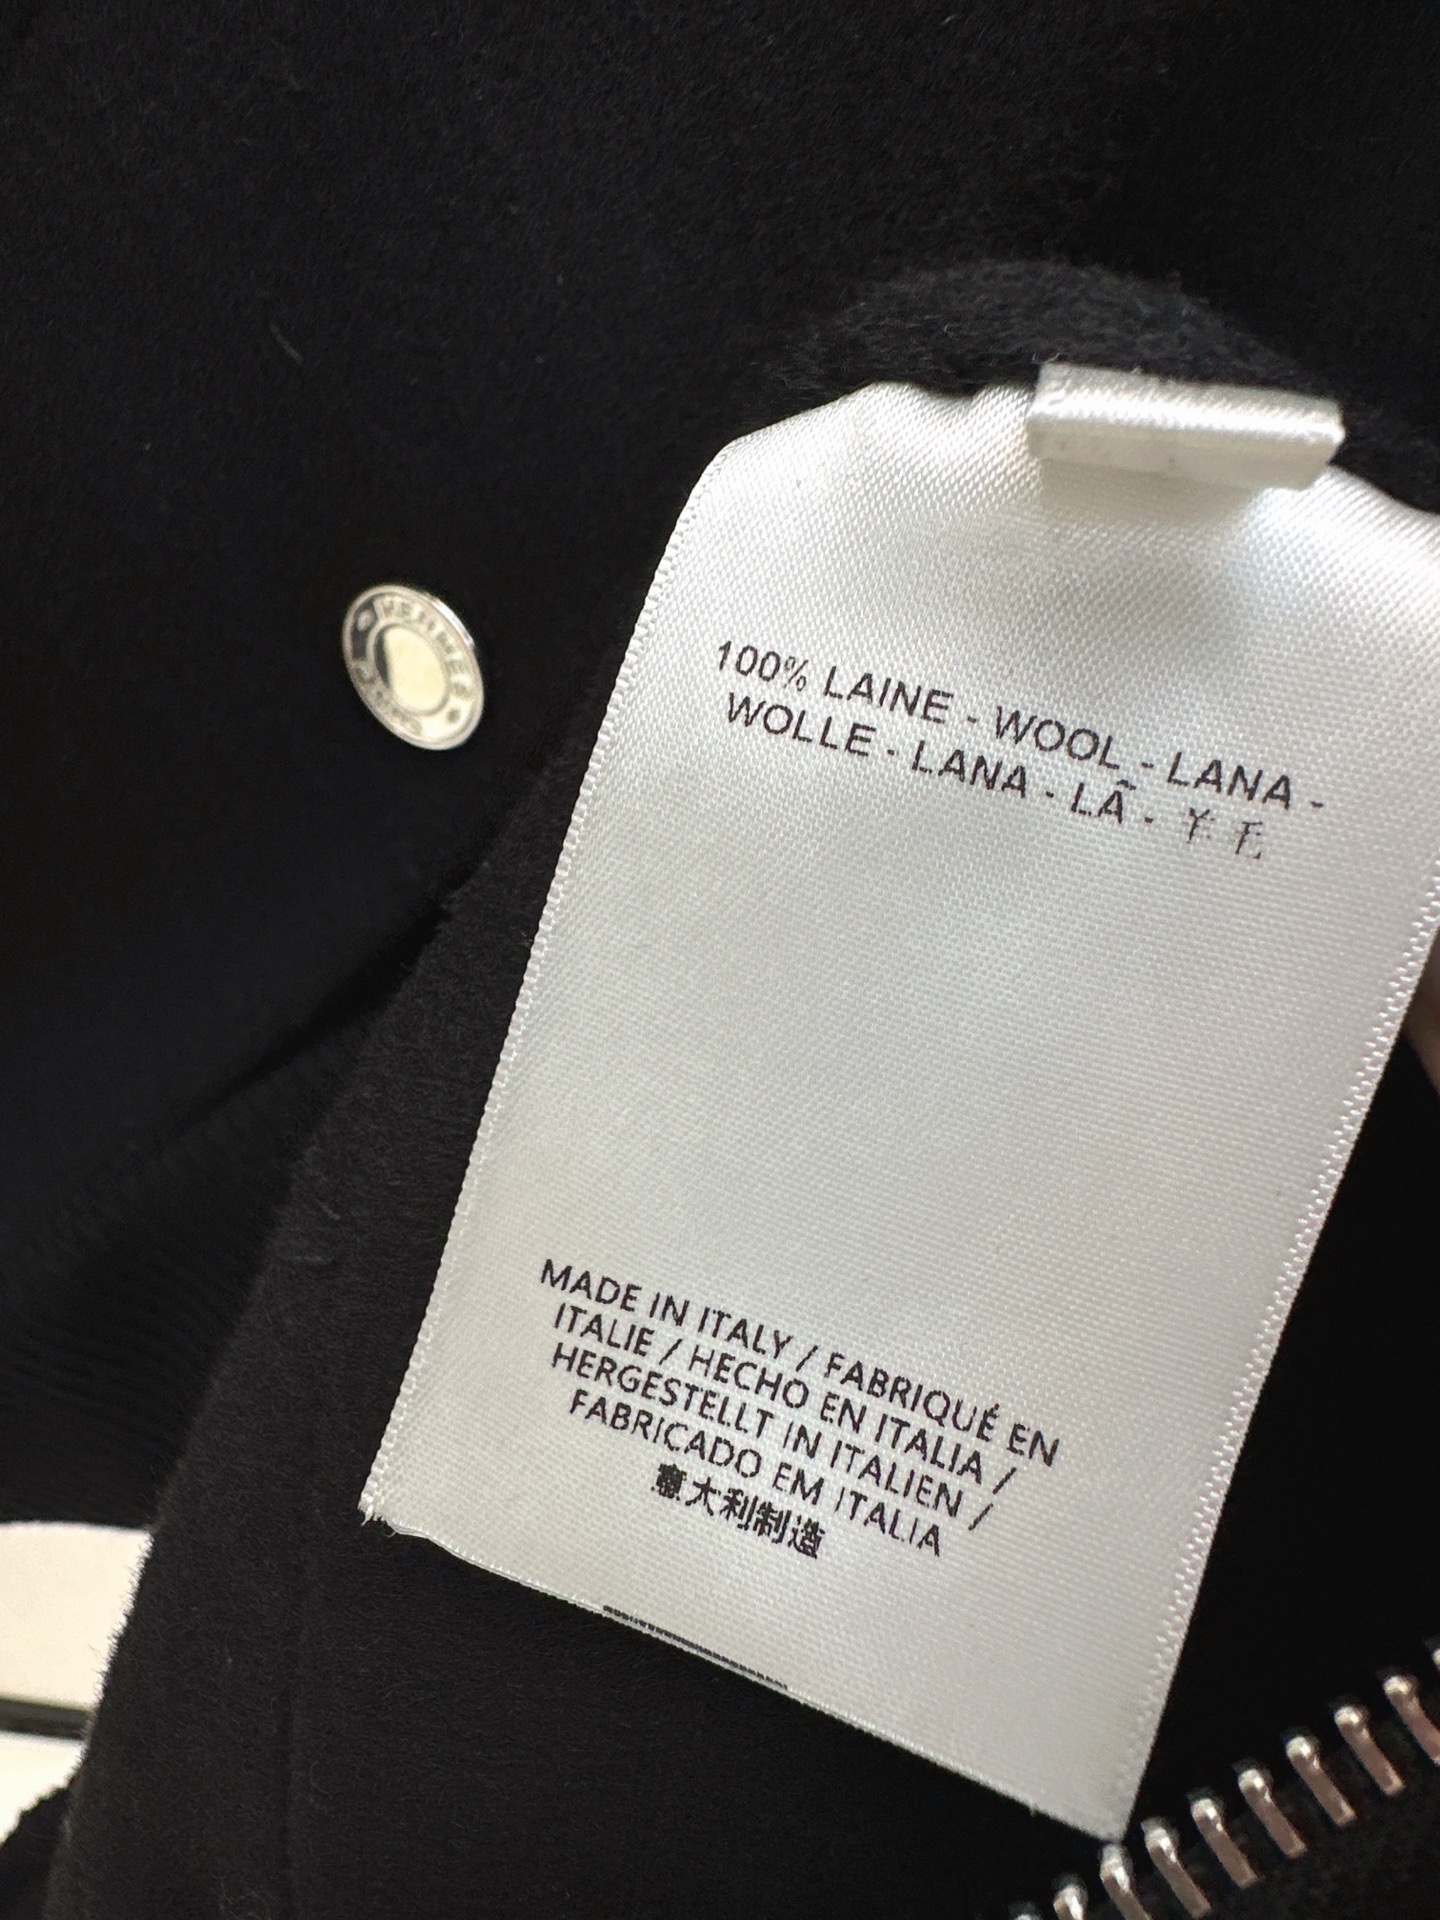 HERMES
100% LAINE - WOOL - LANA -
WOLLE - LANA - LÃ - 羊毛
MADE IN ITALY / FABRIQUÉ EN
ITALIE / HECHO EN ITALIA /
HERGESTELLT IN ITALIEN /
FABRICADO EM ITALIA
意大利制造